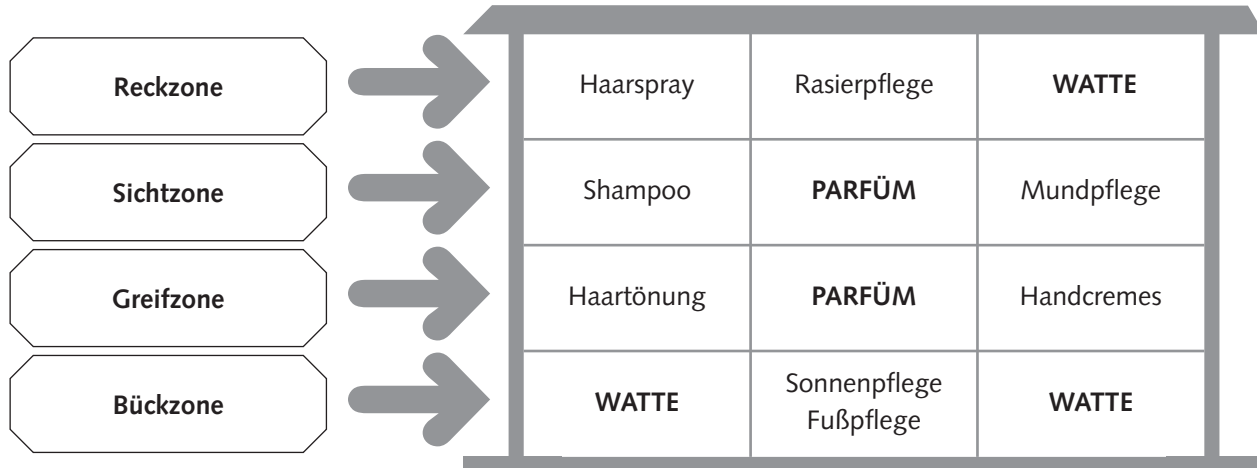 Reckzone
Haarspray
Rasierpflege
WATTE
Sichtzone
Shampoo
PARFÜM
Mundpflege
Greifzone
Haartönung
PARFÜM
Handcremes
Bückzone
WATTE
Sonnenpflege
Fußpflege
WATTE